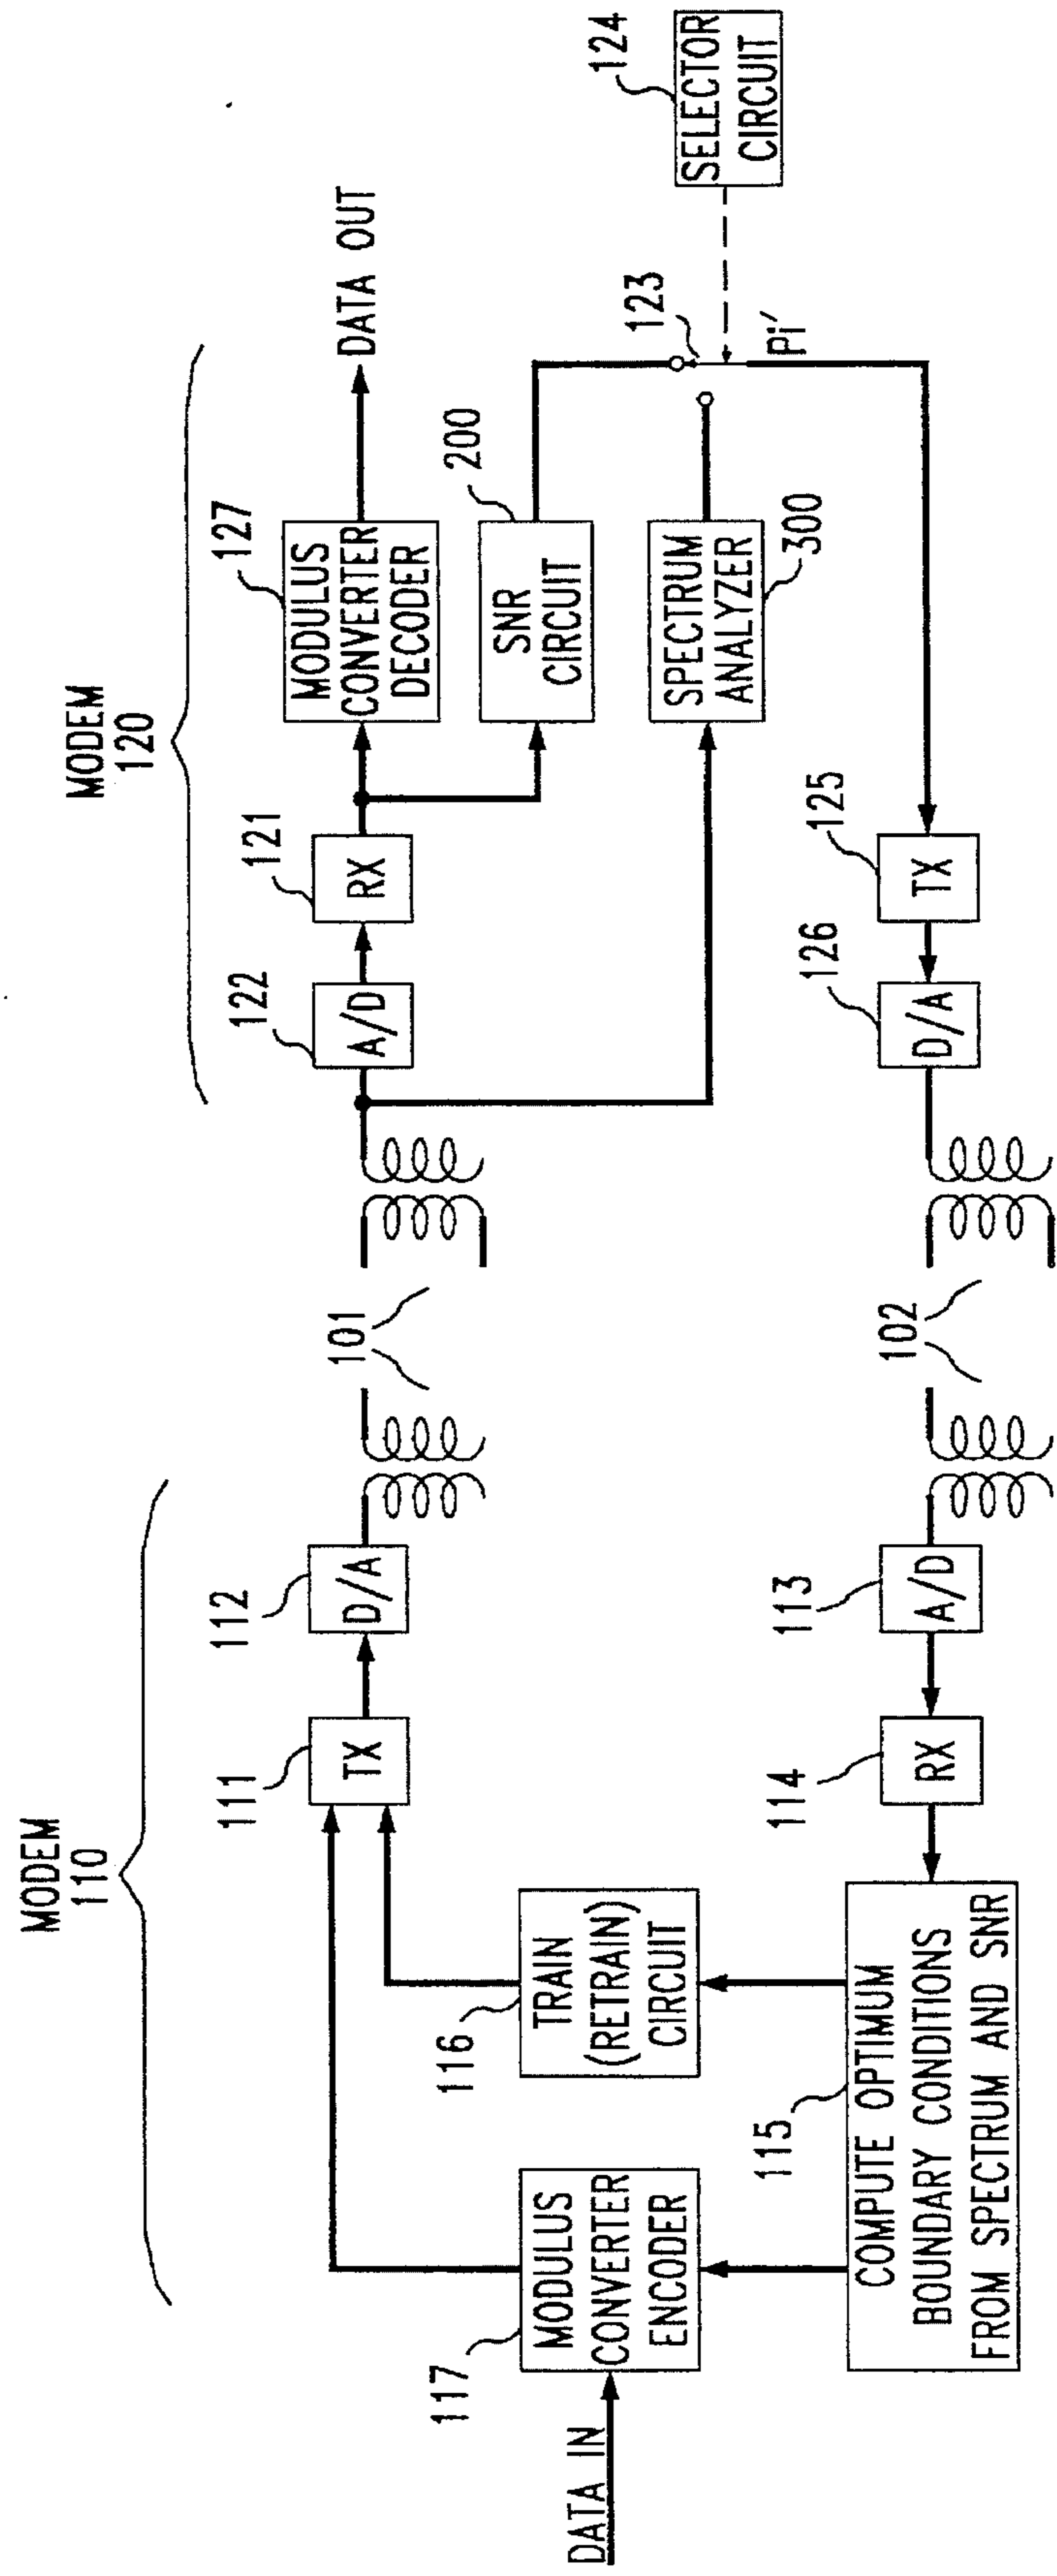 MODEM
110
MODEM
120
112
D/A
111
TX
101
122
A/D
121
RX
127
MODULUS
CONVERTER
DECODER
DATA OUT
200
SNR
CIRCUIT
116
TRAIN
(RETRAIN)
CIRCUIT
117
MODULUS
CONVERTER
ENCODER
DATA IN
SPECTRUM
ANALYZER
300
123
124
SELECTOR
CIRCUIT
Pi′
115
COMPUTE OPTIMUM
BOUNDARY CONDITIONS
FROM SPECTRUM AND SNR
114
RX
113
A/D
102
126
D/A
125
TX